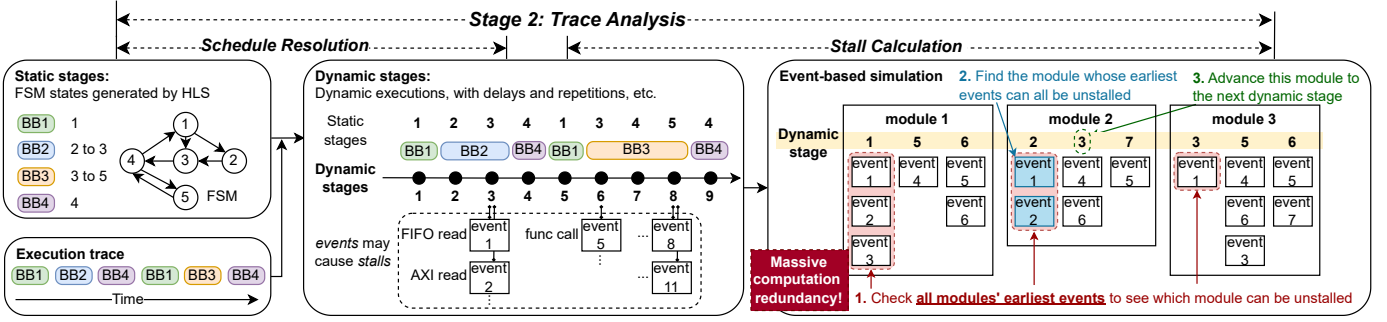 Stage 2: Trace Analysis
Schedule Resolution
Stall Calculation
Static stages:
FSM states generated by HLS
BB1 1
BB2 2 to 3
BB3 3 to 5
BB4 4
1
4 3 2
5
FSM
Execution trace
BB1 BB2 BB4 BB1 BB3 BB4
Time
Dynamic stages:
Dynamic executions, with delays and repetitions, etc.
Static
stages
1 2 3 4 1 3 4 5 4
BB1 BB2 BB4 BB1 BB3 BB4
Dynamic
stages
1 2 3 4 5 6 7 8 9
events may
cause stalls
FIFO read
event
1
func call
event
5
...
event
8
AXI read
event
2
...
event
11
Event-based simulation
2. Find the module whose earliest
events can all be unstalled
3. Advance this module to
the next dynamic stage
Dynamic
stage
module 1
1 5 6
event
1
event
4
event
5
event
2
event
6
event
3
module 2
2 3 7
event
1
event
4
event
5
event
2
event
6
module 3
3 5 6
event
1
event
4
event
5
event
6
event
7
event
3
Massive
computation
redundancy!
1. Check all modules' earliest events to see which module can be unstalled